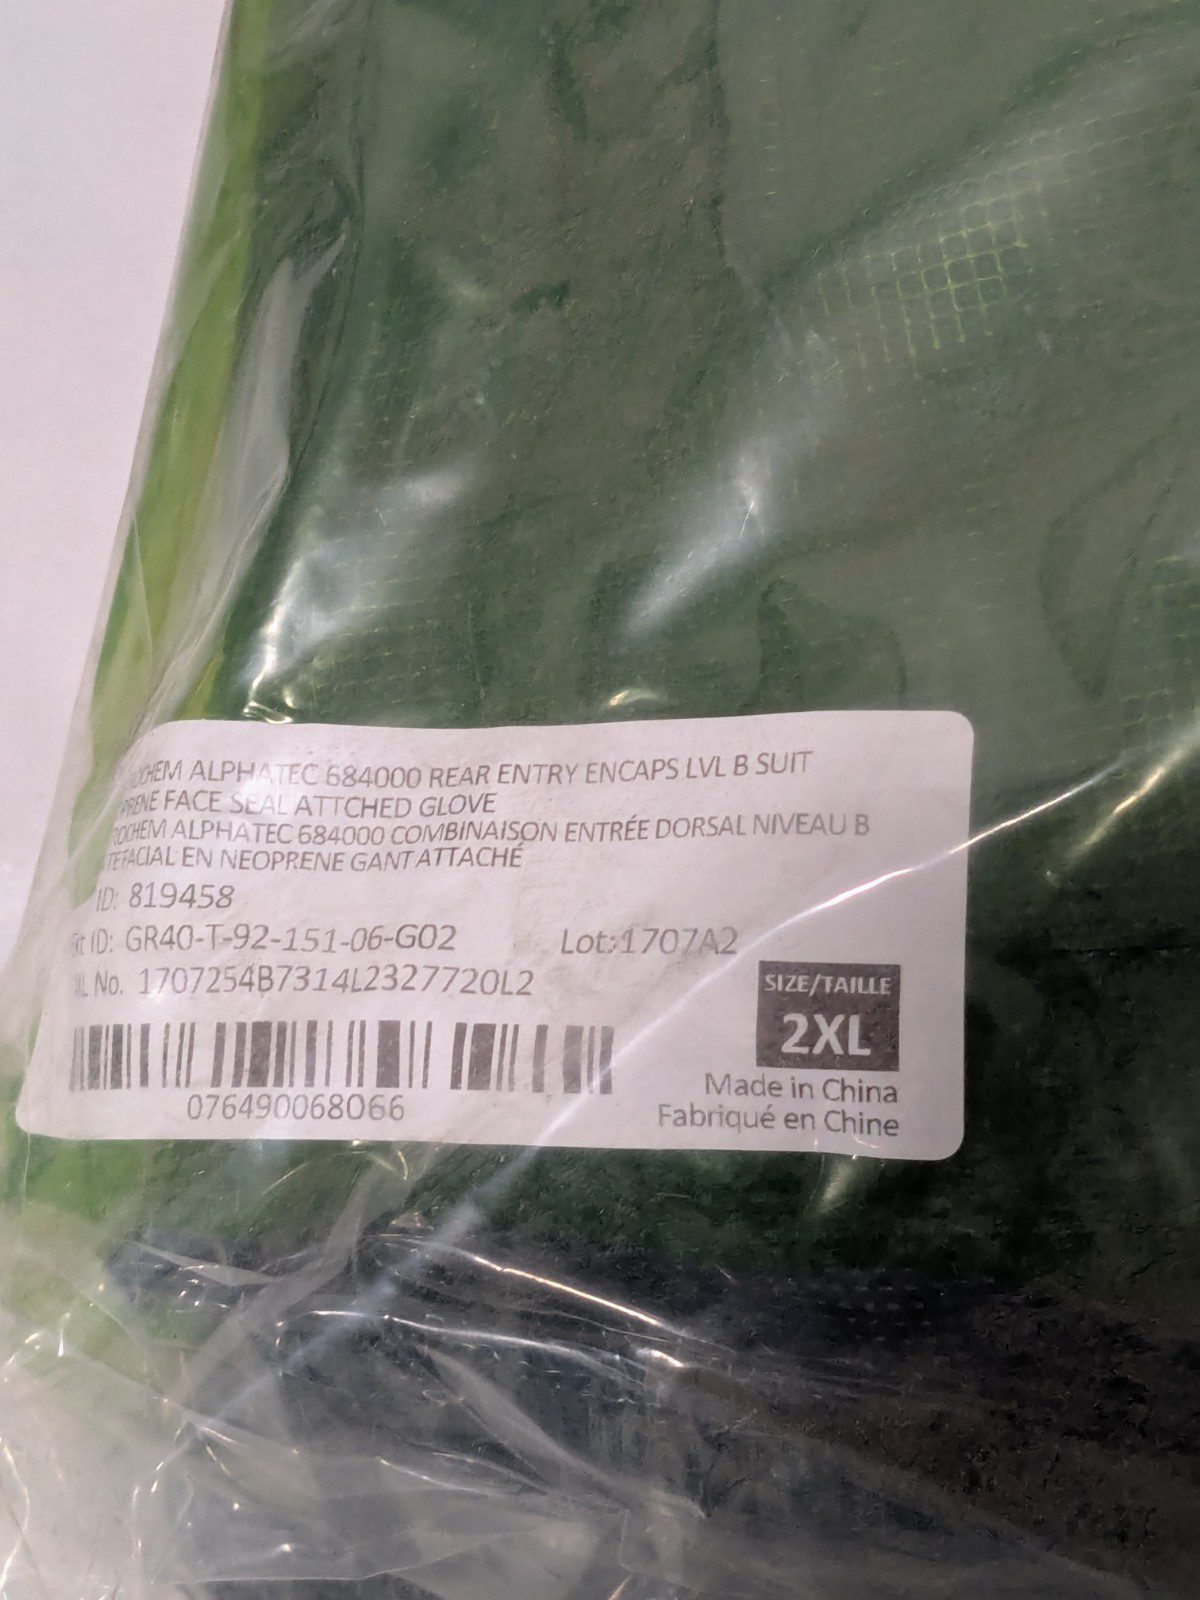 ALPHATEC 684000 REAR ENTRY ENCAPS LVL B SUIT
FACE SEAL ATTCHED GLOVE
ALPHATEC 684000 COMBINAISON ENTRÉE DORSAL NIVEAU B
EN NEOPRENE GANT ATTACHÉ
ID: 819458
ID: GR40-T-92-151-06-G02 Lot:1707A2
No. 1707254B7314L2327720L2
SIZE/TAILLE
2XL
076490068066
Made in China
Fabriqué en Chine